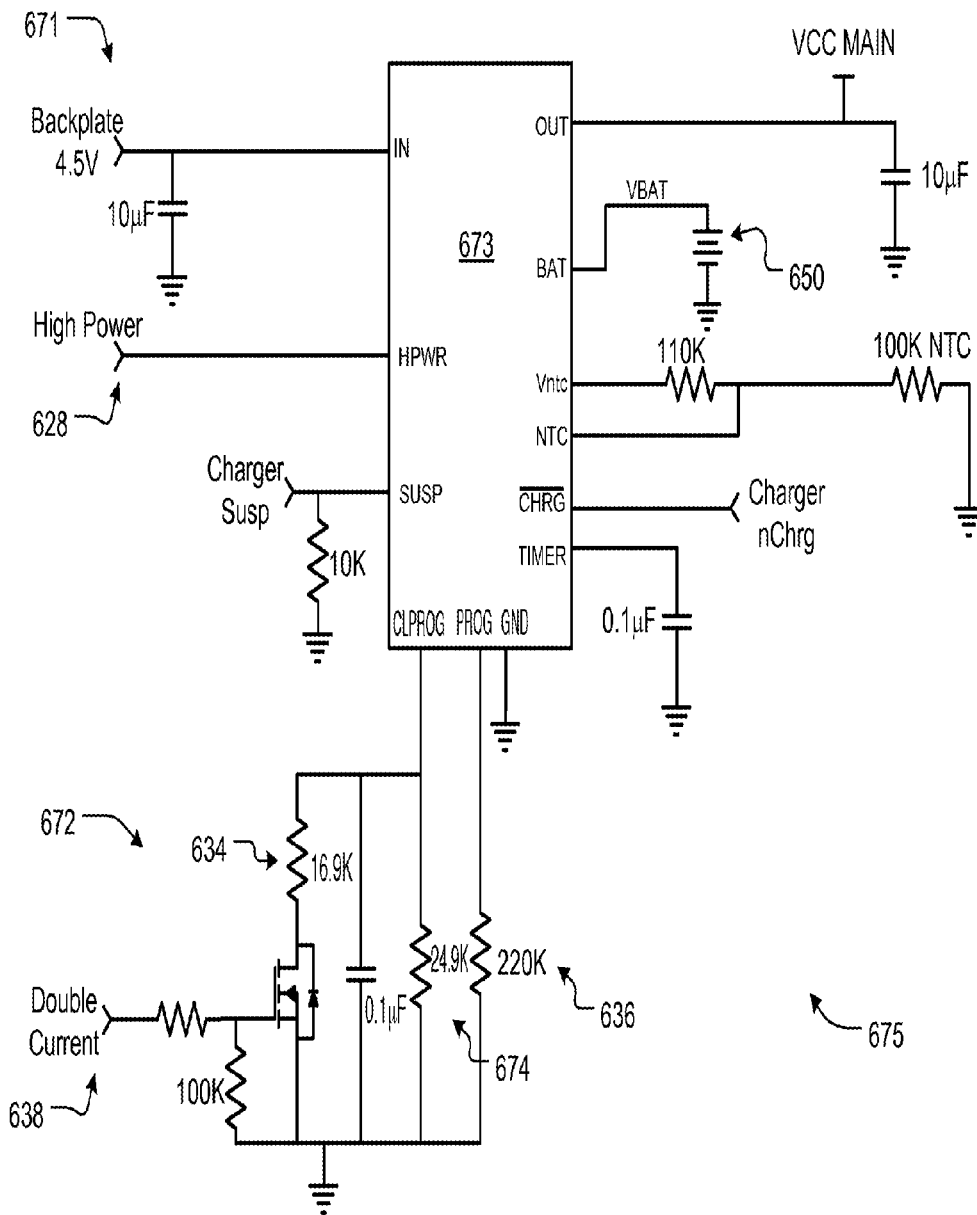 671
VCC MAIN
Backplate
4.5V
IN
OUT
10µF
10µF
673
VBAT
BAT
650
High Power
HPWR
628
110K
100K NTC
Vntc
NTC
Charger
Susp
SUSP
CHRG
Charger
nChrg
10K
TIMER
CLPROG PROG GND
0.1µF
672
634
16.9K
24.9K
220K
Double
Current
0.1µF
636
674
675
100K
638